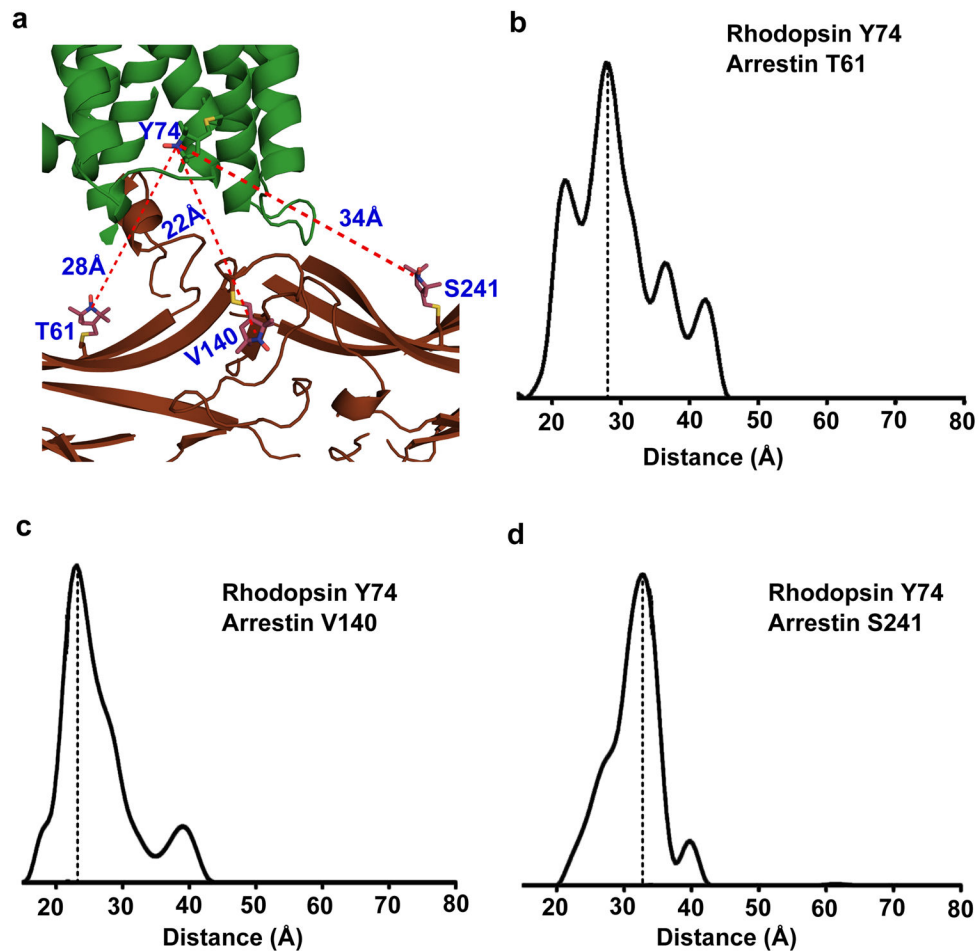 a
Y74
22Å
34Å
28Å
S241
T61
V140
b
Rhodopsin Y74
Arrestin T61
20 30 40 50 60 70 80
Distance (Å)
c
Rhodopsin Y74
Arrestin V140
20 30 40 50 60 70 80
Distance (Å)
d
Rhodopsin Y74
Arrestin S241
20 30 40 50 60 70 80
Distance (Å)